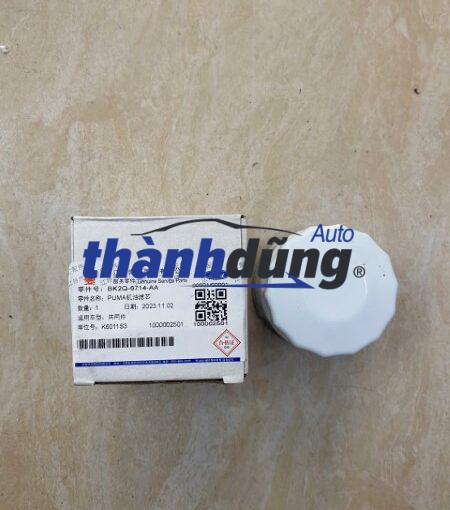 Auto
thànhdũng
服务零件 Genuine Service Parts
零件号: BK2Q-6714-AA
零件名称: PUMA机油滤芯
数量: 1 日期: 2023.11.02
适用车型: 共同件
库位号: K6011S3 1000002501
1000002501
合格证